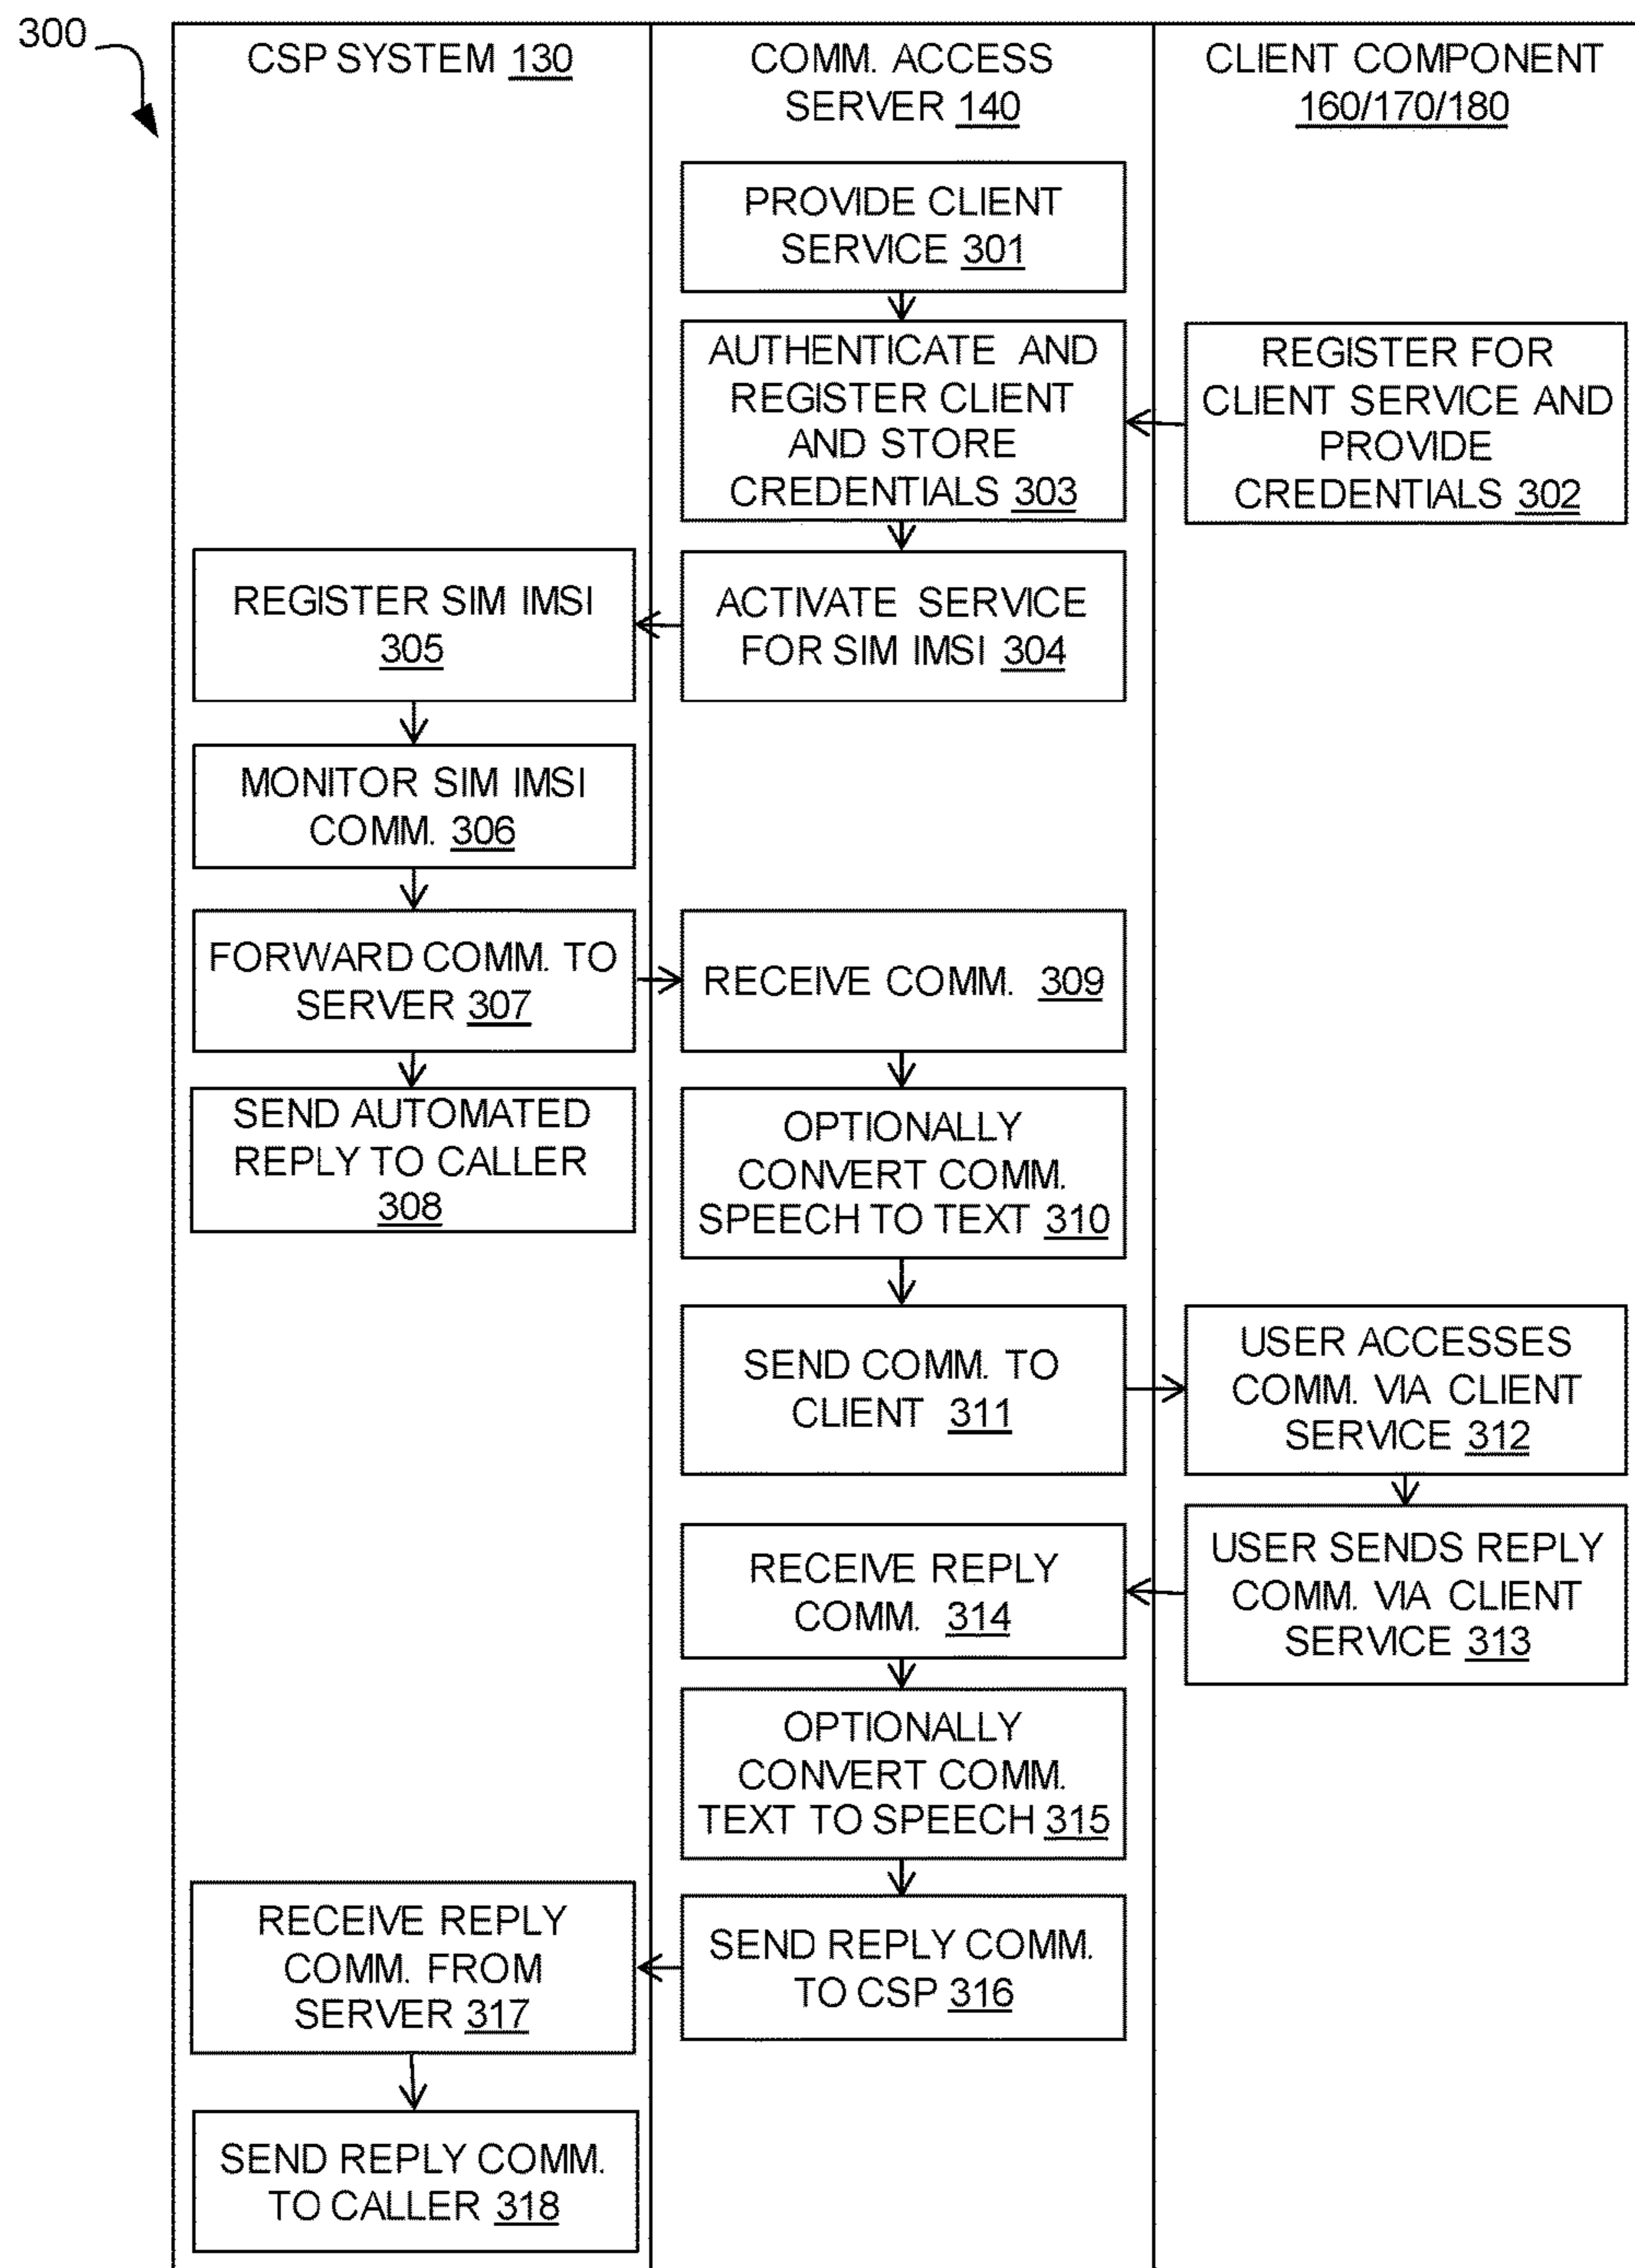 300
CSP SYSTEM 130
COMM. ACCESS
SERVER 140
CLIENT COMPONENT
160/170/180
PROVIDE CLIENT
SERVICE 301
AUTHENTICATE AND
REGISTER CLIENT
AND STORE
CREDENTIALS 303
REGISTER FOR
CLIENT SERVICE AND
PROVIDE
CREDENTIALS 302
REGISTER SIM IMSI
305
ACTIVATE SERVICE
FOR SIM IMSI 304
MONITOR SIM IMSI
COMM. 306
FORWARD COMM. TO
SERVER 307
RECEIVE COMM. 309
SEND AUTOMATED
REPLY TO CALLER
308
OPTIONALLY
CONVERT COMM.
SPEECH TO TEXT 310
SEND COMM. TO
CLIENT 311
USER ACCESSES
COMM. VIA CLIENT
SERVICE 312
RECEIVE REPLY
COMM. 314
USER SENDS REPLY
COMM. VIA CLIENT
SERVICE 313
OPTIONALLY
CONVERT COMM.
TEXT TO SPEECH 315
RECEIVE REPLY
COMM. FROM
SERVER 317
SEND REPLY COMM.
TO CSP 316
SEND REPLY COMM.
TO CALLER 318